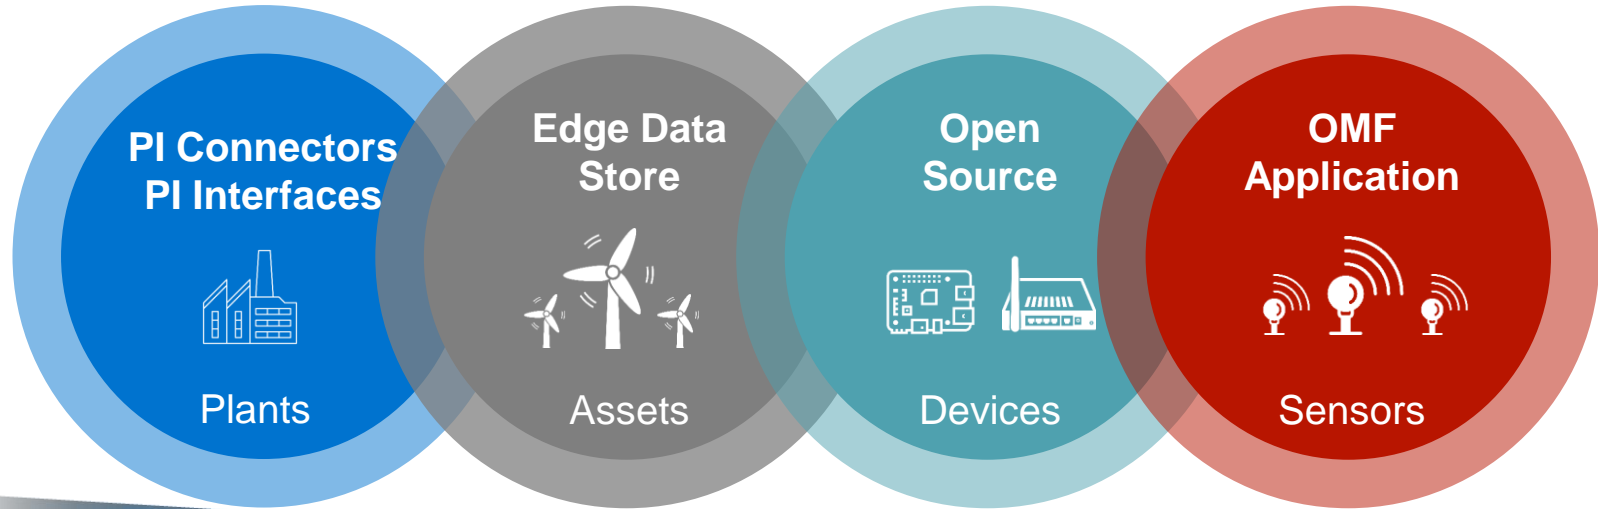 PI Connectors
PI Interfaces
Plants
Edge Data
Store
Assets
Open
Source
Devices
OMF
Application
Sensors